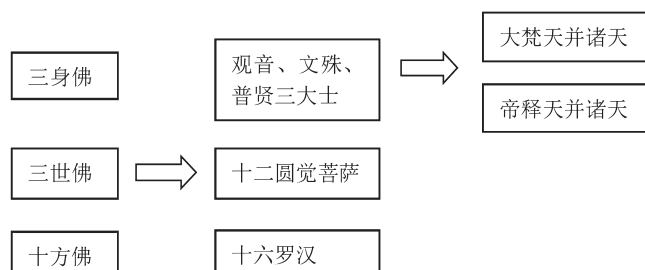 三身佛
三世佛
十方佛
观音、文殊、
普贤三大士
十二圆觉菩萨
十六罗汉
大梵天并诸天
帝释天并诸天